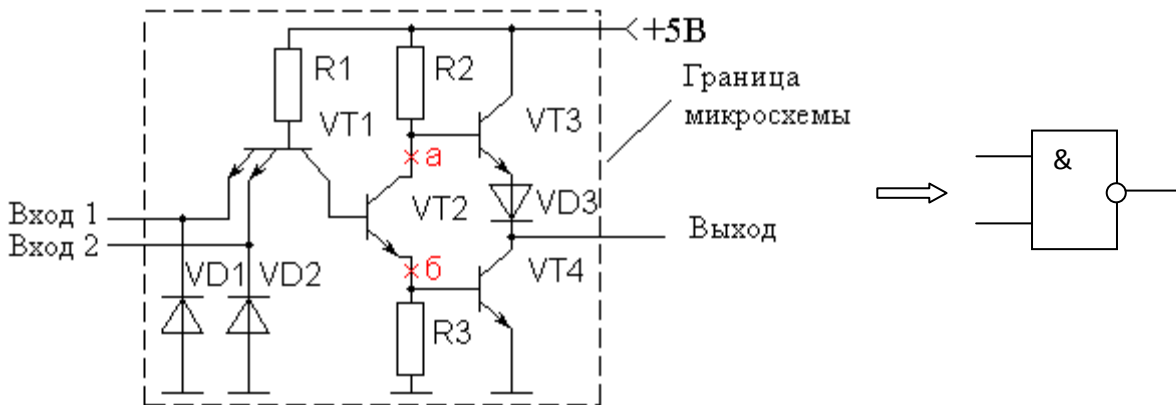 +5В
R1
R2
Граница
микросхемы
VT1
VT3
&
а
Вход 1
VT2
VD3
Вход 2
Выход
VD1
VD2
б
VT4
R3